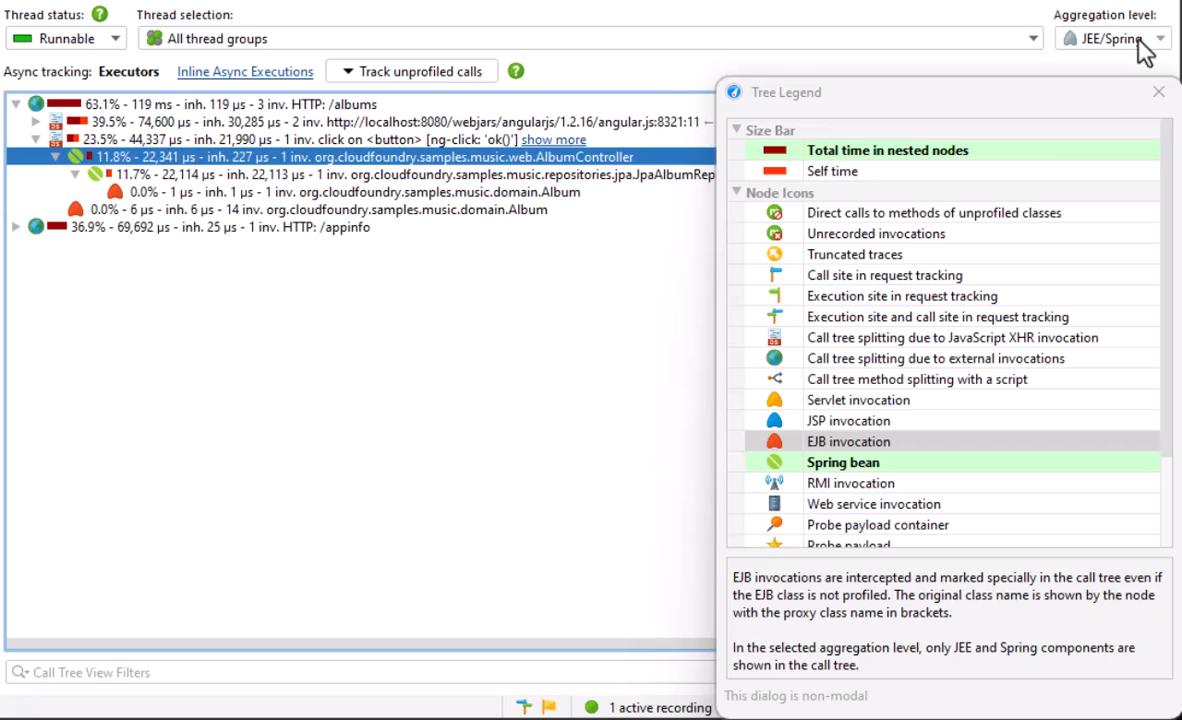 Thread status:
Thread selection:
Aggregation level:
Runnable
All thread groups
JEE/Spring
Async tracking: Executors Inline Async Executions Track unprofiled calls
63.1% - 119 ms - inh. 119 µs - 3 inv. HTTP: /albums
39.5% - 74,600 µs - inh. 30,285 µs - 2 inv. http://localhost:8080/webjars/angularjs/1.2.16/angular.js:8321:11 ←
23.5% - 44,337 µs - inh. 21,990 µs - 1 inv. click on <button> [ng-click: 'ok()'] show more
11.8% - 22,341 µs - inh. 227 µs - 1 inv. org.cloudfoundry.samples.music.web.AlbumController
11.7% - 22,114 µs - inh. 22,113 µs - 1 inv. org.cloudfoundry.samples.music.repositories.jpa.JpaAlbumRep
0.0% - 1 µs - inh. 1 µs - 1 inv. org.cloudfoundry.samples.music.domain.Album
0.0% - 6 µs - inh. 6 µs - 14 inv. org.cloudfoundry.samples.music.domain.Album
36.9% - 69,692 µs - inh. 25 µs - 1 inv. HTTP: /appinfo
Call Tree View Filters
1 active recording
Tree Legend
Size Bar
Total time in nested nodes
Self time
Node Icons
Direct calls to methods of unprofiled classes
Unrecorded invocations
Truncated traces
Call site in request tracking
Execution site in request tracking
Execution site and call site in request tracking
Call tree splitting due to JavaScript XHR invocation
Call tree splitting due to external invocations
Call tree method splitting with a script
Servlet invocation
JSP invocation
EJB invocation
Spring bean
RMI invocation
Web service invocation
Probe payload container
Probe payload
EJB invocations are intercepted and marked specially in the call tree even if
the EJB class is not profiled. The original class name is shown by the node
with the proxy class name in brackets.
In the selected aggregation level, only JEE and Spring components are
shown in the call tree.
This dialog is non-modal